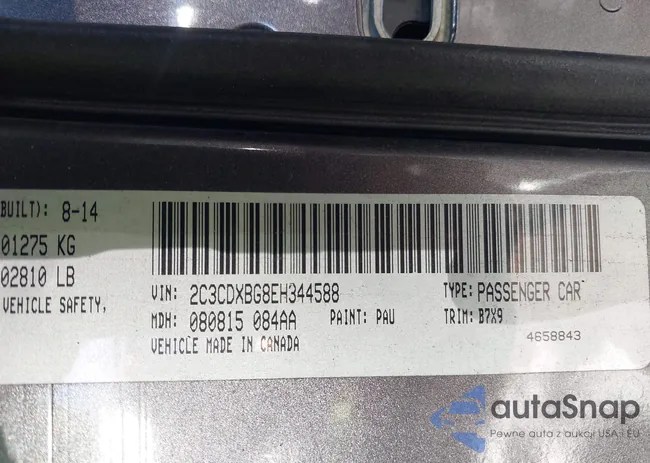 BUILT): 8-14
01275 KG
02810 LB
VEHICLE SAFETY,
VIN: 2C3CDXBG8EH344588 TYPE: PASSENGER CAR
MDH: 080815 084AA PAINT: PAU TRIM: B7X9
VEHICLE MADE IN CANADA 4658843
autaSnap
Pewne auta z aukcji USA i EU